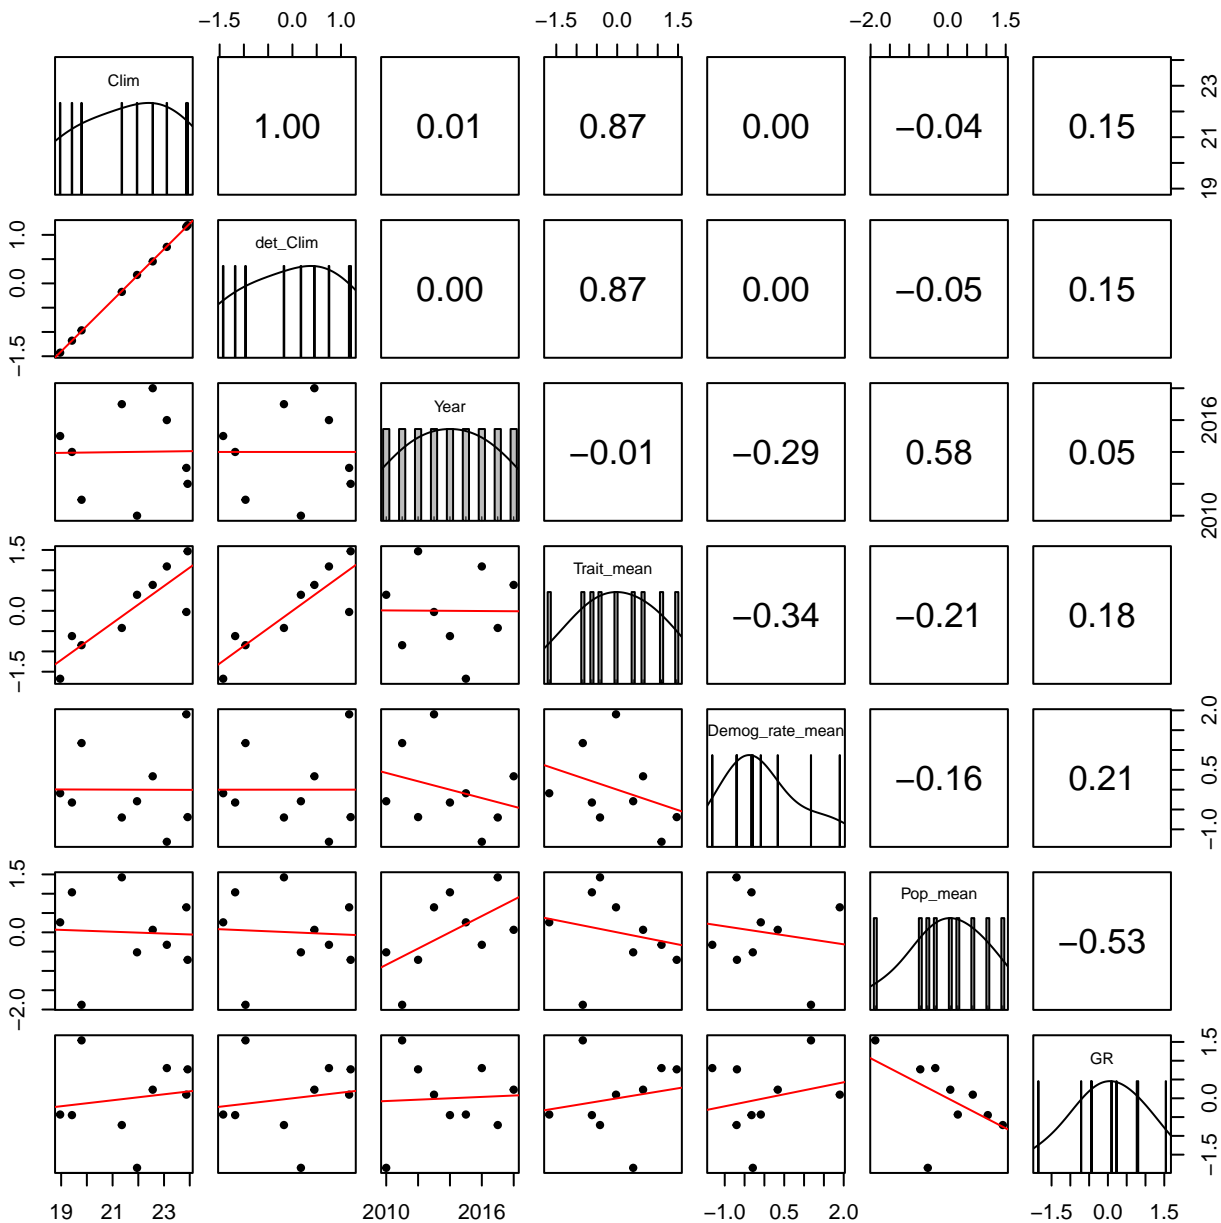 −1.5 0.0 1.0 −1.5 0.0 1.5 −2.0 0.0 1.5
Clim 1.00 0.01 0.87 0.00 −0.04 0.15 19 21 23
−1.5 0.0 1.0 det_Clim 0.00 0.87 0.00 −0.05 0.15
Year −0.01 −0.29 0.58 0.05 2010 2016
−1.5 0.0 1.5 Trait_mean −0.34 −0.21 0.18
Demog_rate_mean −0.16 0.21 −1.0 0.5 2.0
−2.0 0.0 1.5 Pop_mean −0.53
GR −1.5 0.0 1.5
19 21 23 2010 2016 −1.0 0.5 2.0 −1.5 0.0 1.5